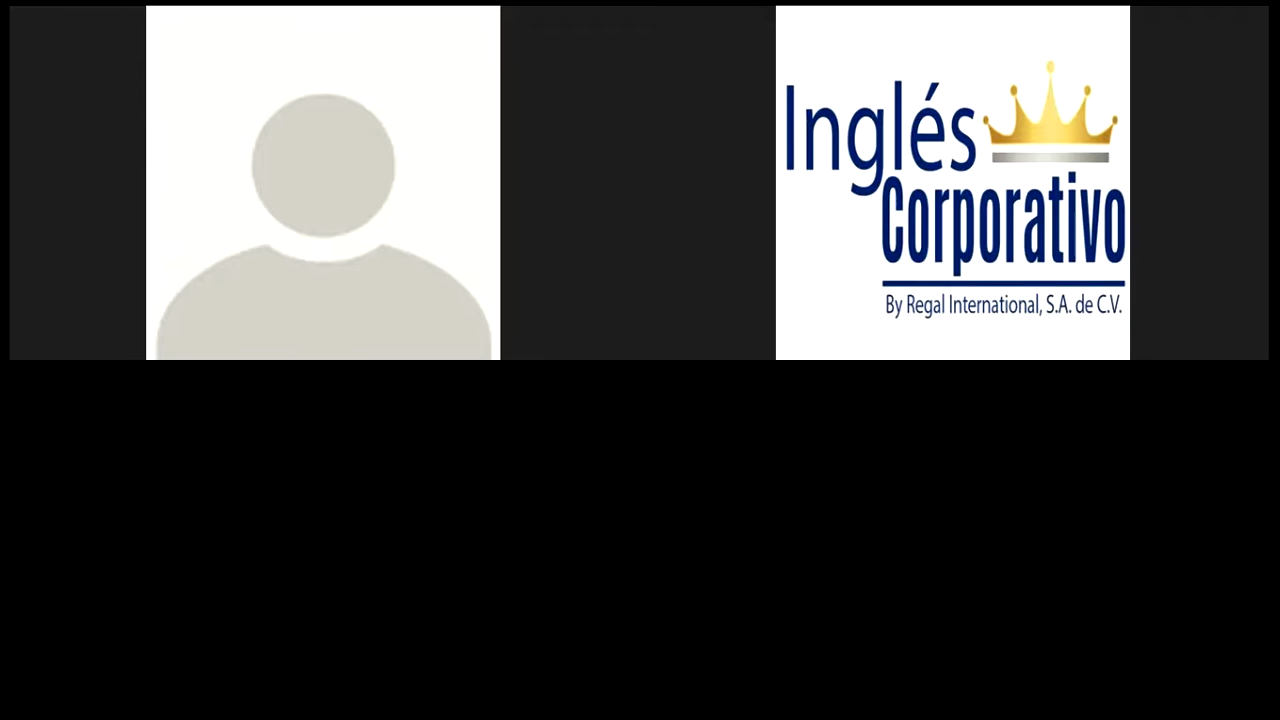 Inglés
Corporativo
By Regal International, S.A. de C.V.